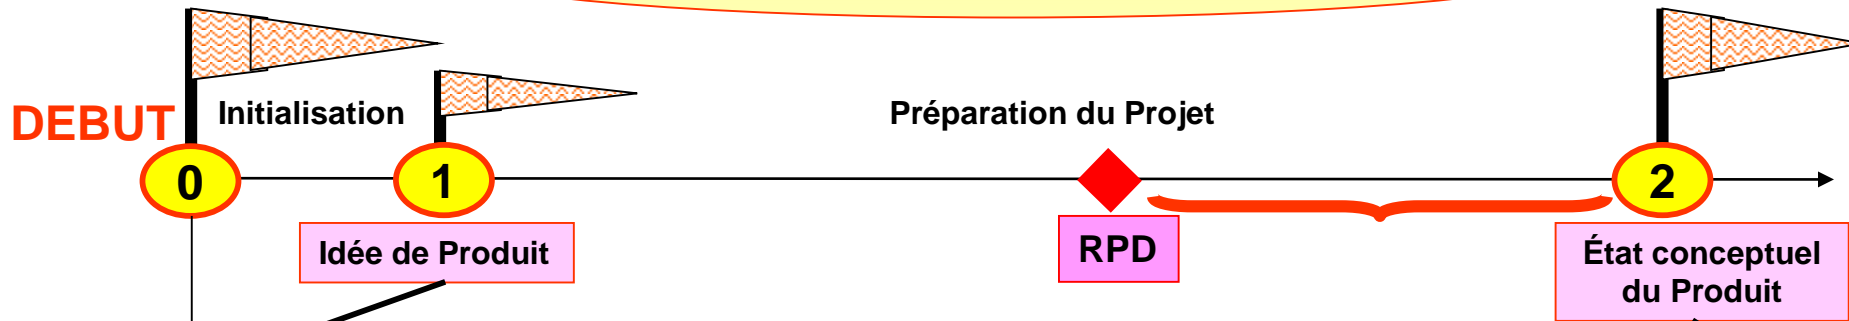 DEBUT
Initialisation
Préparation du Projet
0
1
2
Idée de Produit
RPD
État conceptuel
du Produit